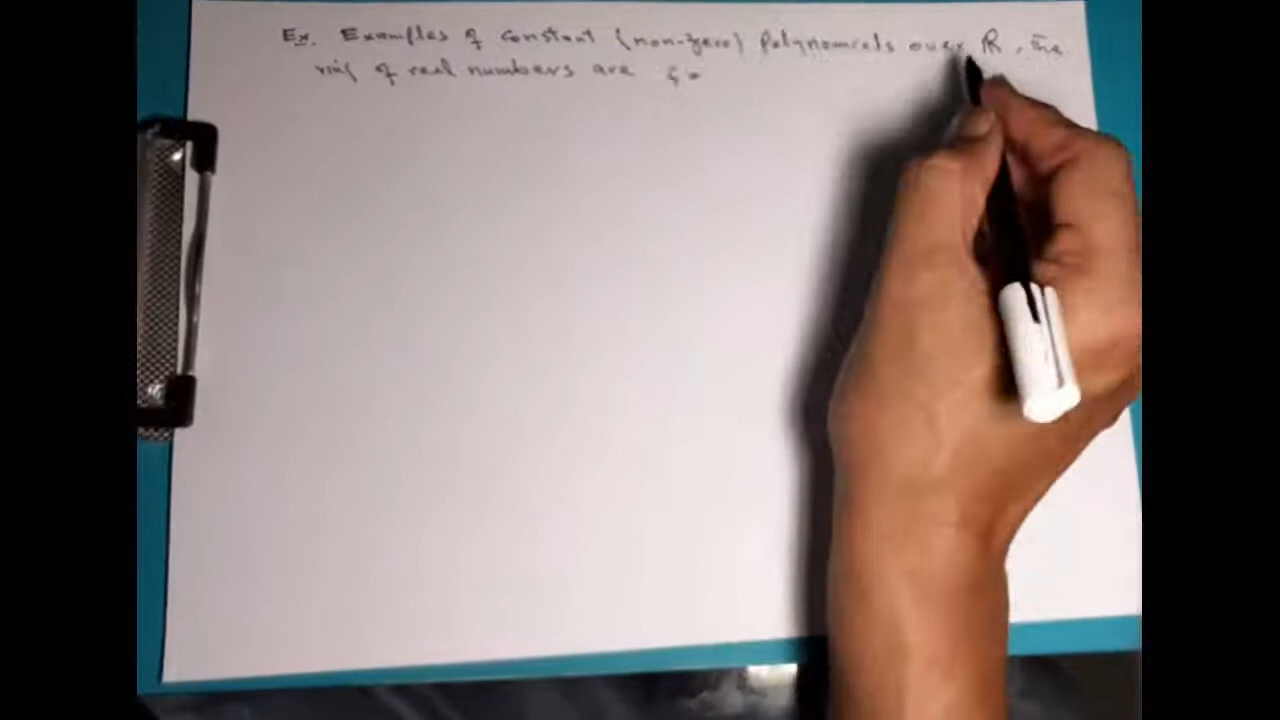 Ex. Examples of constant (non-zero) Polynomials over R, the
ring of real numbers are